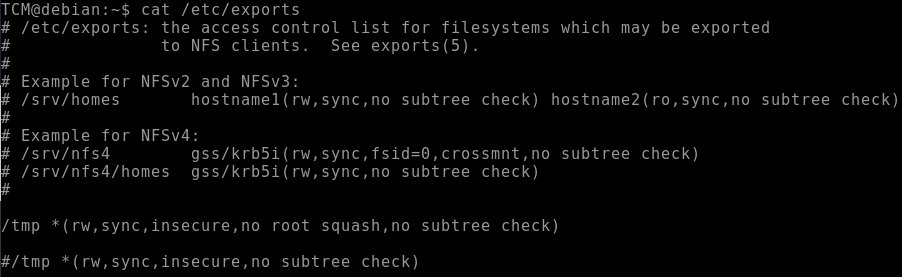 TCM@debian:~$ cat /etc/exports
# /etc/exports: the access control list for filesystems which may be exported
#               to NFS clients.  See exports(5).
#
# Example for NFSv2 and NFSv3:
# /srv/homes       hostname1(rw,sync,no subtree check) hostname2(ro,sync,no subtree check)
#
# Example for NFSv4:
# /srv/nfs4        gss/krb5i(rw,sync,fsid=0,crossmnt,no subtree check)
# /srv/nfs4/homes  gss/krb5i(rw,sync,no subtree check)
#
/tmp *(rw,sync,insecure,no root squash,no subtree check)
#/tmp *(rw,sync,insecure,no subtree check)